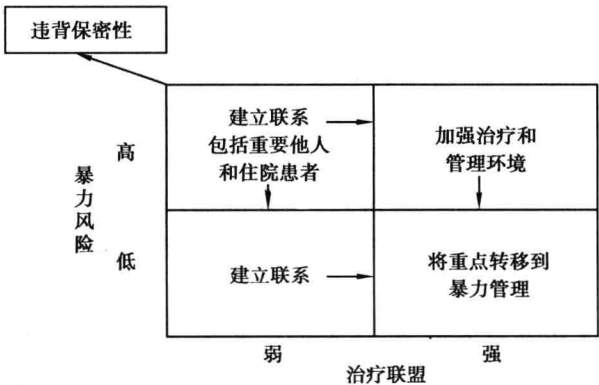 违背保密性
建立联系
包括重要他人
和住院患者
加强治疗和
管理环境
高
暴力风险
低
建立联系
将重点转移到
暴力管理
弱
强
治疗联盟